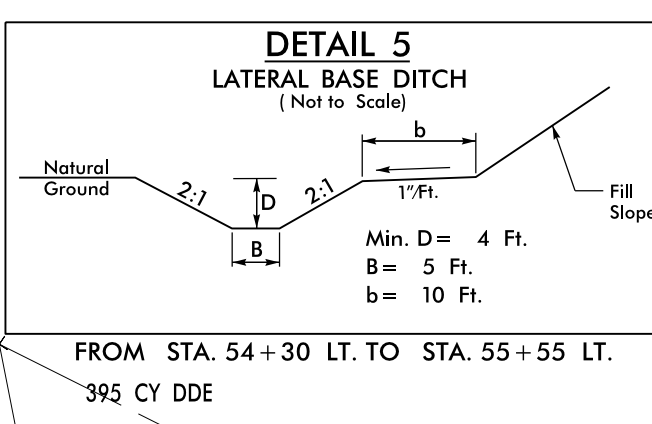 DETAIL 5
LATERAL BASE DITCH
( Not to Scale)
b
Natural
Ground
2:1
D
2:1
1"/Ft.
Fill
Slope
B
Min. D = 4 Ft.
B = 5 Ft.
b = 10 Ft.
FROM STA. 54+30 LT. TO STA. 55+55 LT.
395 CY DDE